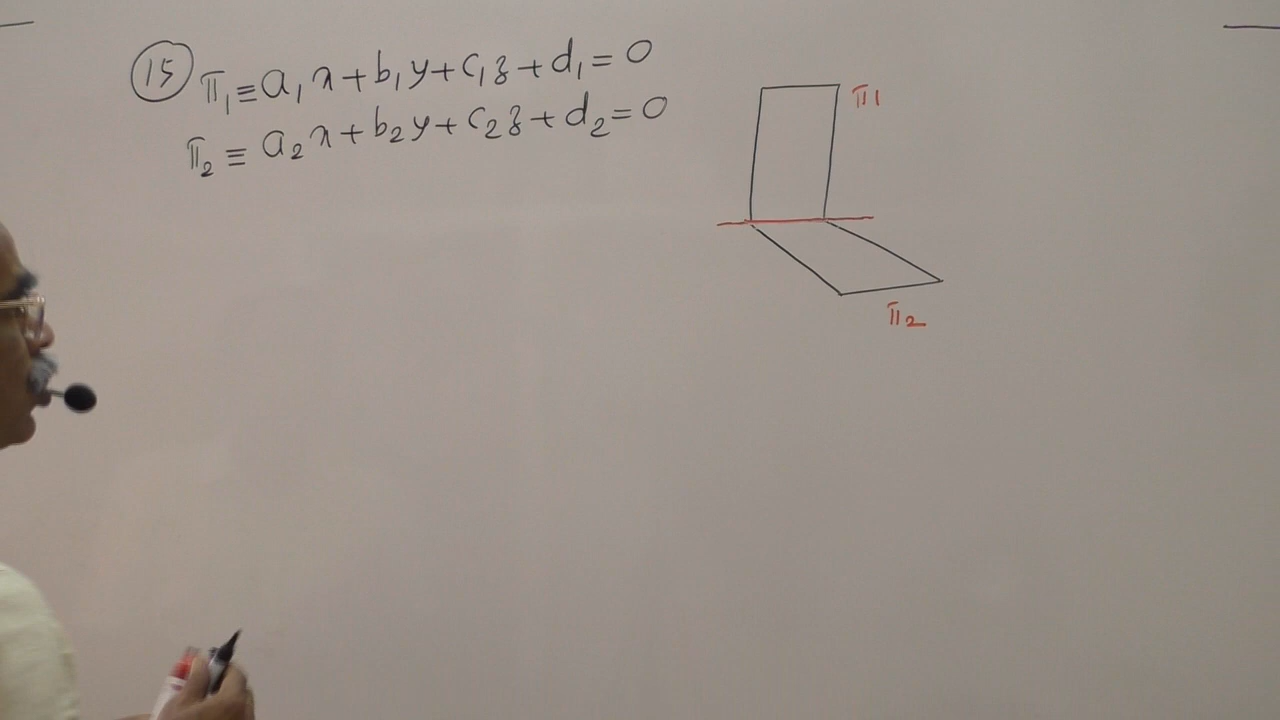 15 π₁ ≡ a₁x + b₁y + c₁z + d₁ = 0
π₂ ≡ a₂x + b₂y + c₂z + d₂ = 0
π1
π2